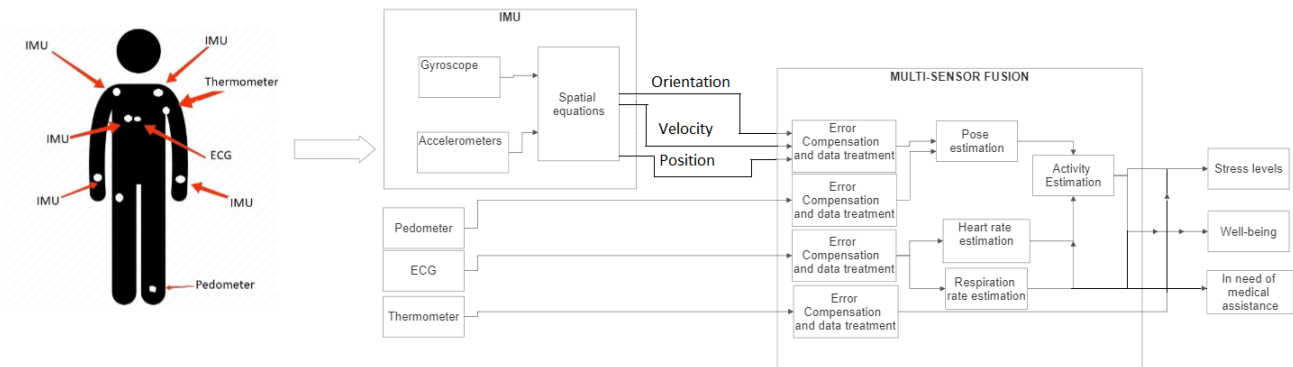 IMU
IMU
Thermometer
IMU
ECG
IMU
IMU
Pedometer
IMU
Gyroscope
Accelerometers
Spatial
equations
Orientation
Velocity
Position
Pedometer
ECG
Thermometer
MULTI-SENSOR FUSION
Error
Compensation
and data treatment
Error
Compensation
and data treatment
Error
Compensation
and data treatment
Error
Compensation
and data treatment
Pose
estimation
Activity
Estimation
Heart rate
estimation
Respiration
rate estimation
Stress levels
Well-being
In need of
medical
assistance